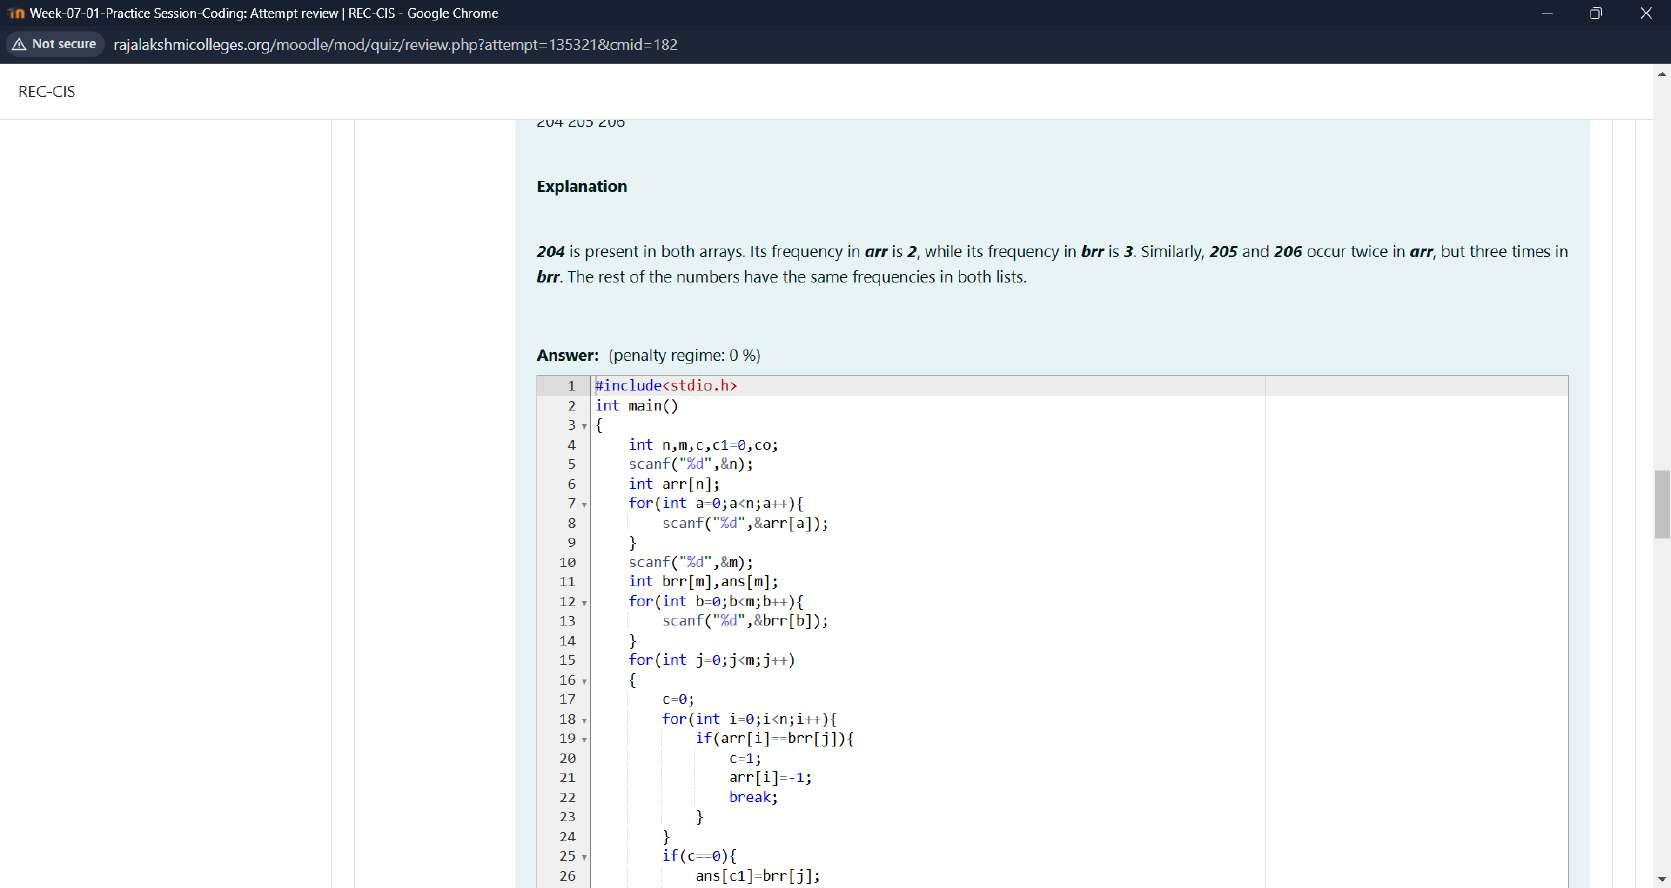 Week-07-01-Practice Session-Coding: Attempt review | REC-CIS - Google Chrome
Not secure rajalakshmicolleges.org/moodle/mod/quiz/review.php?attempt=135321&cmid=182
REC-CIS
204 205 206
Explanation
204 is present in both arrays. Its frequency in arr is 2, while its frequency in brr is 3. Similarly, 205 and 206 occur twice in arr, but three times in
brr. The rest of the numbers have the same frequencies in both lists.
Answer: (penalty regime: 0 %)
1 #include<stdio.h>
2 int main()
3 {
4 int n,m,c,c1=0,co;
5 scanf("%d",&n);
6 int arr[n];
7 for(int a=0;a<n;a++){
8 scanf("%d",&arr[a]);
9 }
10 scanf("%d",&m);
11 int brr[m],ans[m];
12 for(int b=0;b<m;b++){
13 scanf("%d",&brr[b]);
14 }
15 for(int j=0;j<m;j++)
16 {
17 c=0;
18 for(int i=0;i<n;i++){
19 if(arr[i]==brr[j]){
20 c=1;
21 arr[i]=-1;
22 break;
23 }
24 }
25 if(c==0){
26 ans[c1]=brr[j];